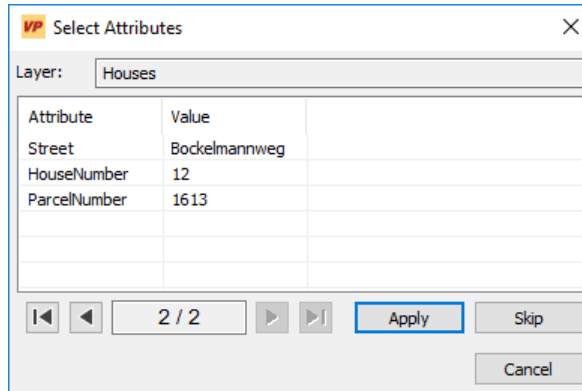 VP Select Attributes
Layer: Houses
Attribute Value
Street Bockelmannweg
HouseNumber 12
ParcelNumber 1613
2 / 2 Apply Skip
Cancel